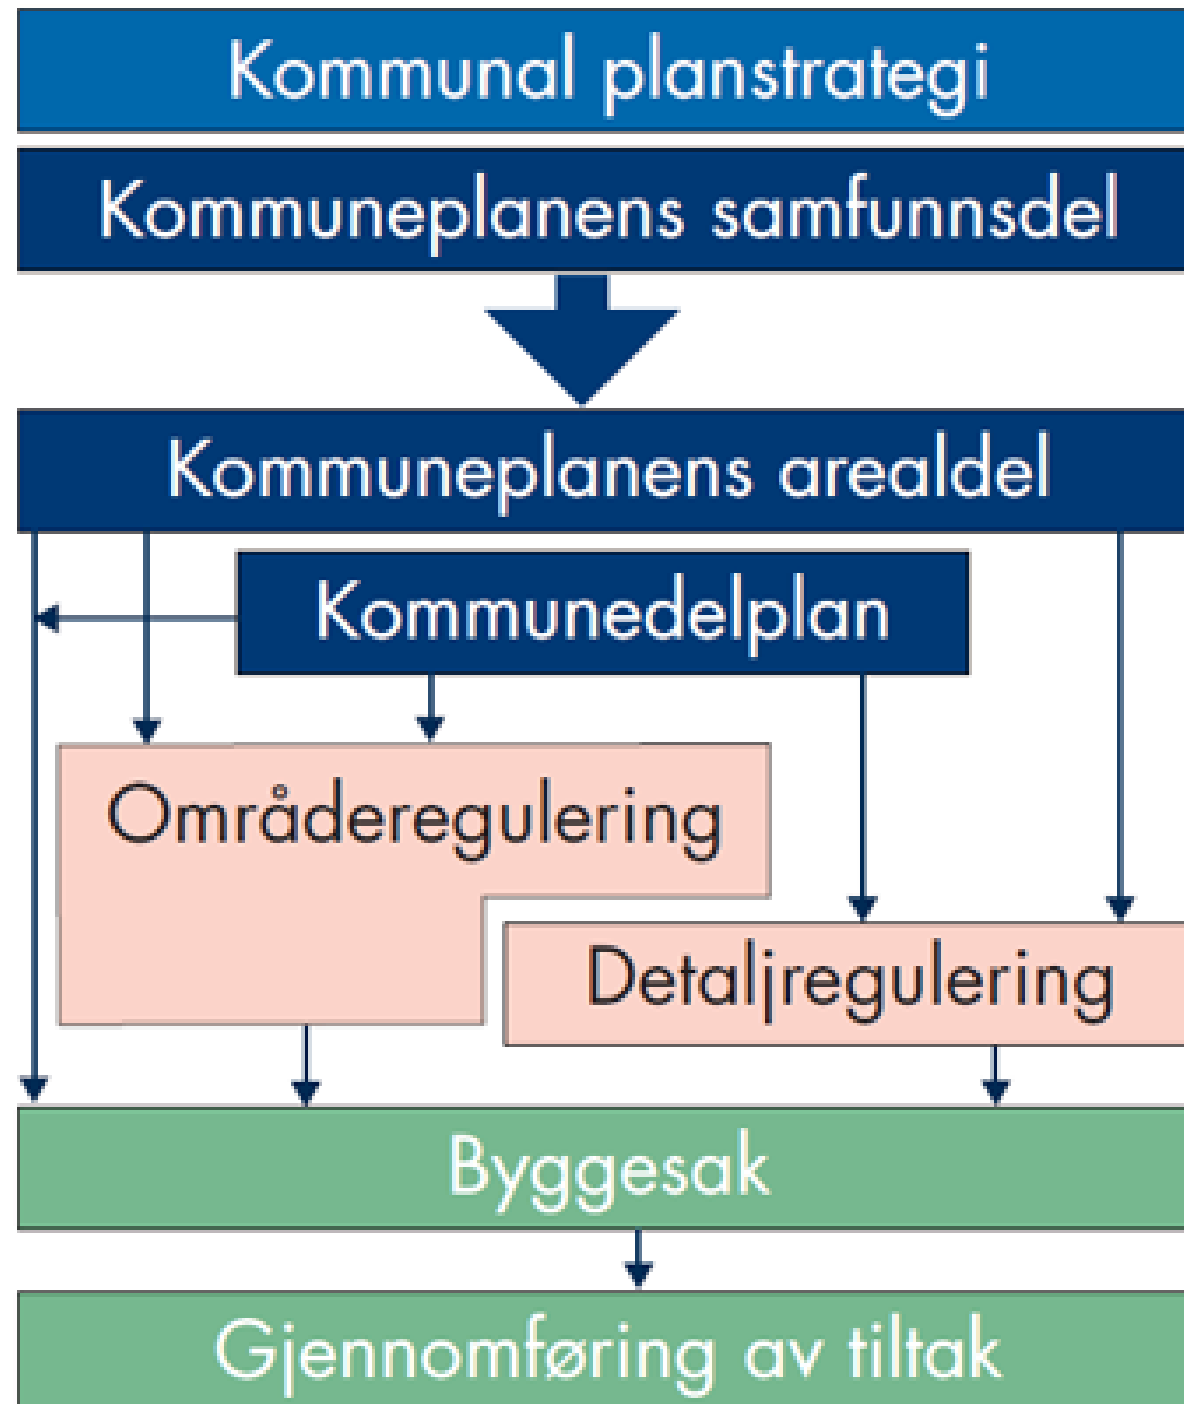 Kommunal planstrategi
Kommuneplanens samfunnsdel
Kommuneplanens arealdel
Kommunedelplan
Områderegulering
Detaljregulering
Byggesak
Gjennomføring av tiltak